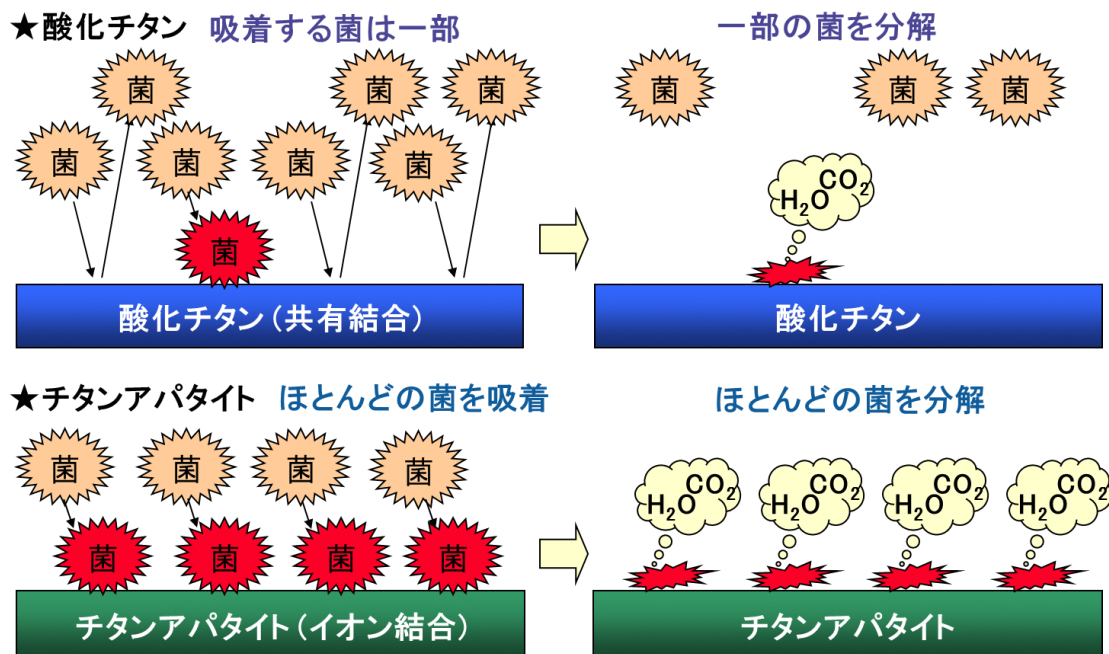 ★酸化チタン 吸着する菌は一部
一部の菌を分解
菌 菌 菌 菌 菌 菌
菌 菌 菌 菌
菌
CO2
H2O
酸化チタン(共有結合)
酸化チタン
★チタンアパタイト ほとんどの菌を吸着
ほとんどの菌を分解
菌 菌 菌 菌
菌 菌 菌 菌
CO2 CO2 CO2 CO2
H2O H2O H2O H2O
チタンアパタイト(イオン結合)
チタンアパタイト